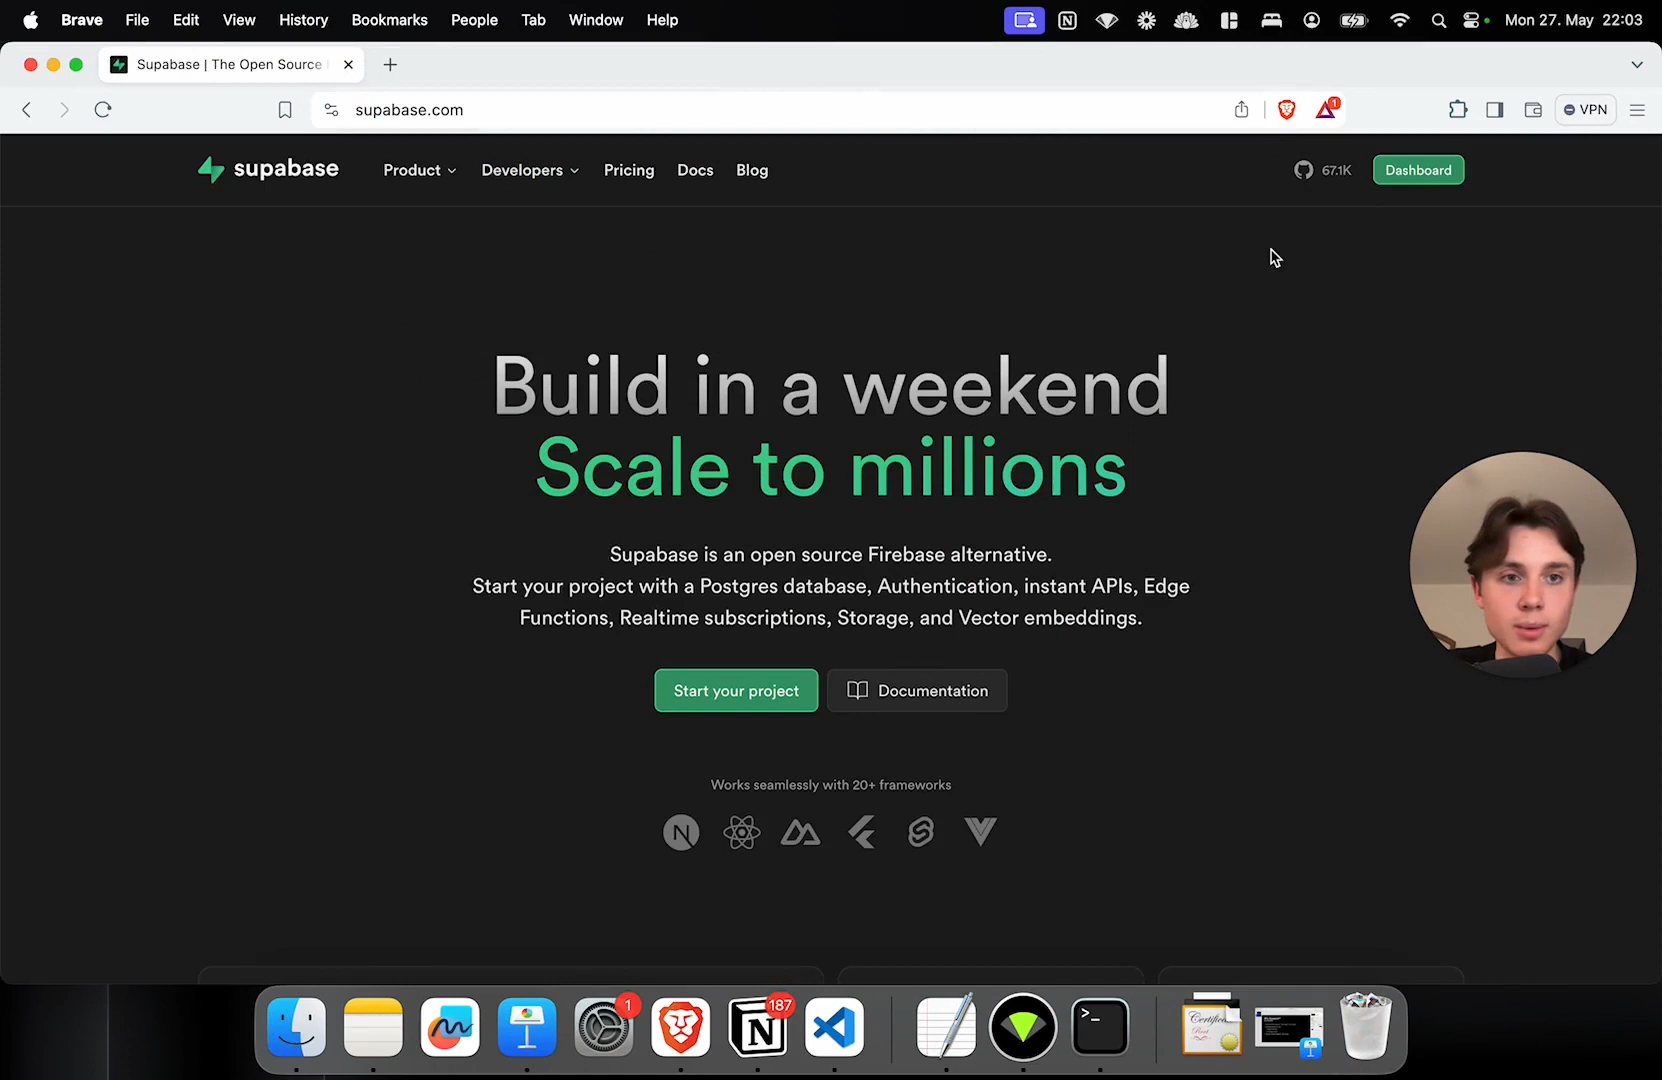 Brave File Edit View History Bookmarks People Tab Window Help Mon 27. May 22:03
Supabase | The Open Source
supabase.com 1 VPN
supabase Product Developers Pricing Docs Blog 67.1K Dashboard
Build in a weekend
Scale to millions
Supabase is an open source Firebase alternative.
Start your project with a Postgres database, Authentication, instant APIs, Edge
Functions, Realtime subscriptions, Storage, and Vector embeddings.
Start your project Documentation
Works seamlessly with 20+ frameworks
N
1 187
N >_